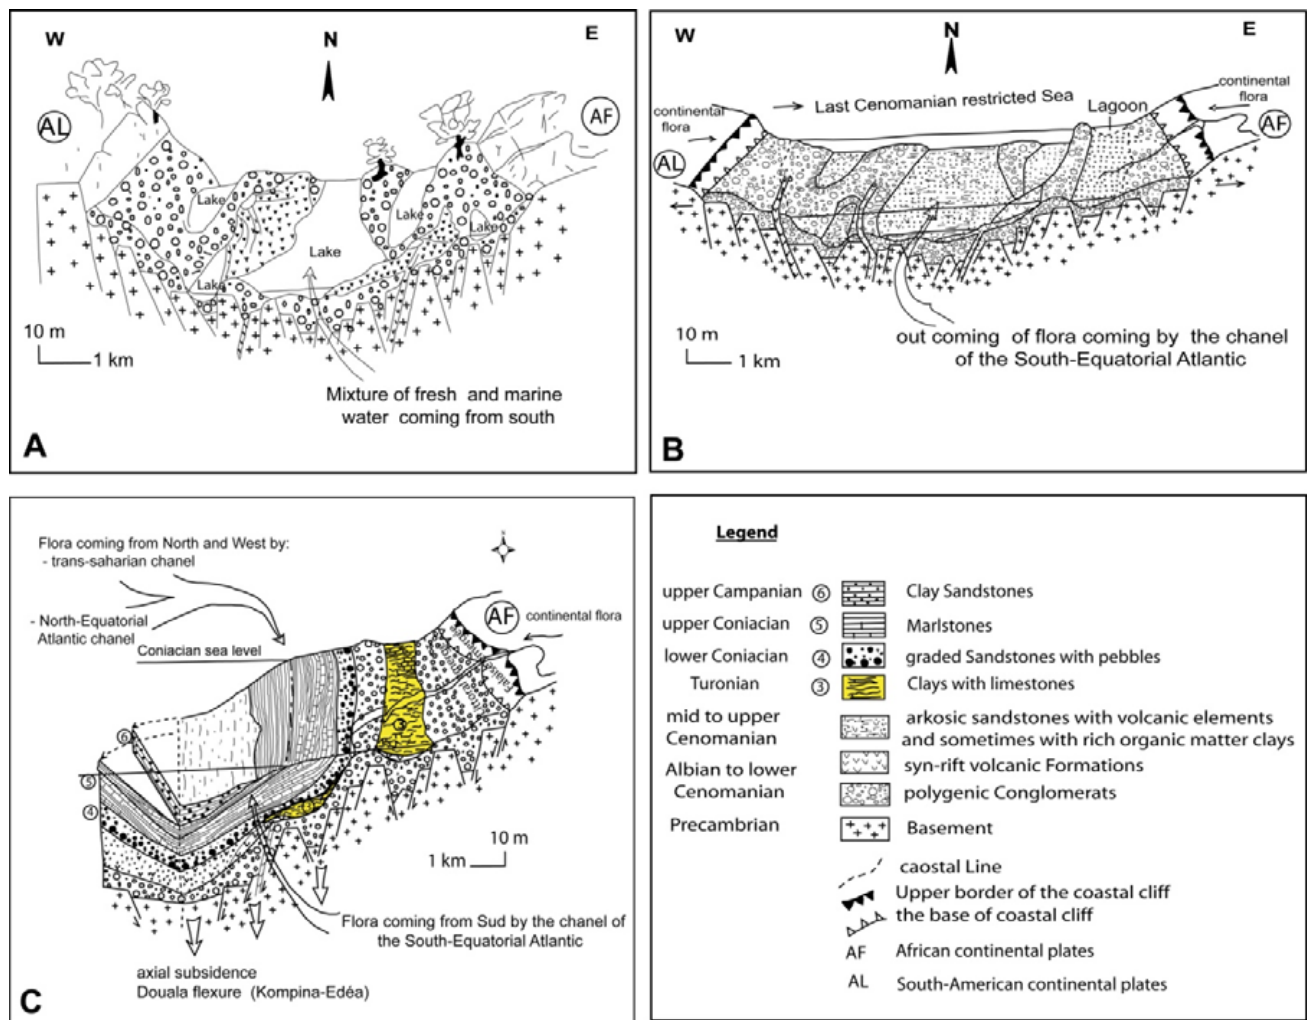 W
N
E
AL
AF
Lake
Lake
Lake
Lake
Lake
10 m
1 km
Mixture of fresh and marine
water coming from south
A
W
N
E
continental
flora
Last Cenomanian restricted Sea
Lagoon
continental
flora
AF
AL
10 m
1 km
out coming of flora coming by the chanel
of the South-Equatorial Atlantic
B
Flora coming from North and West by:
- trans-saharian chanel
- North-Equatorial
Atlantic chanel
Coniacian sea level
AF
continental flora
6
5
4
3
10 m
1 km
Flora coming from Sud by the chanel of
the South-Equatorial Atlantic
axial subsidence
Douala flexure (Kompina-Edéa)
C
Legend
upper Campanian 6 Clay Sandstones
upper Coniacian 5 Marlstones
lower Coniacian 4 graded Sandstones with pebbles
Turonian 3 Clays with limestones
mid to upper
Cenomanian
arkosic sandstones with volcanic elements
and sometimes with rich organic matter clays
Albian to lower
Cenomanian
syn-rift volcanic Formations
polygenic Conglomerats
Precambrian Basement
caostal Line
Upper border of the coastal cliff
the base of coastal cliff
AF African continental plates
AL South-American continental plates